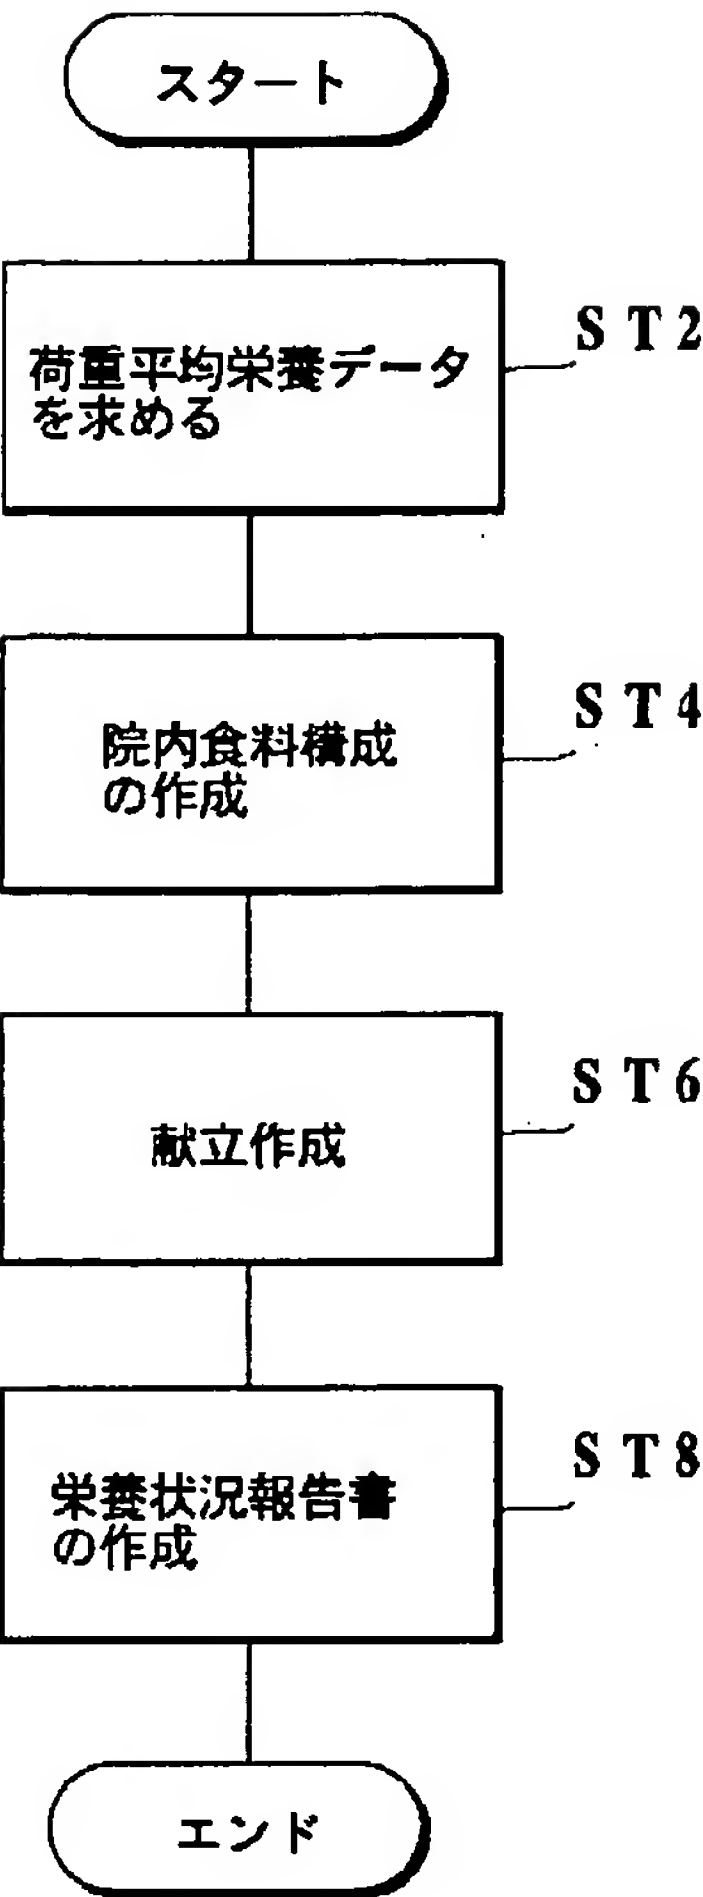 スタート
荷重平均栄養データ
を求める
ST2
院内食料構成
の作成
ST4
献立作成
ST6
栄養状況報告書
の作成
ST8
エンド